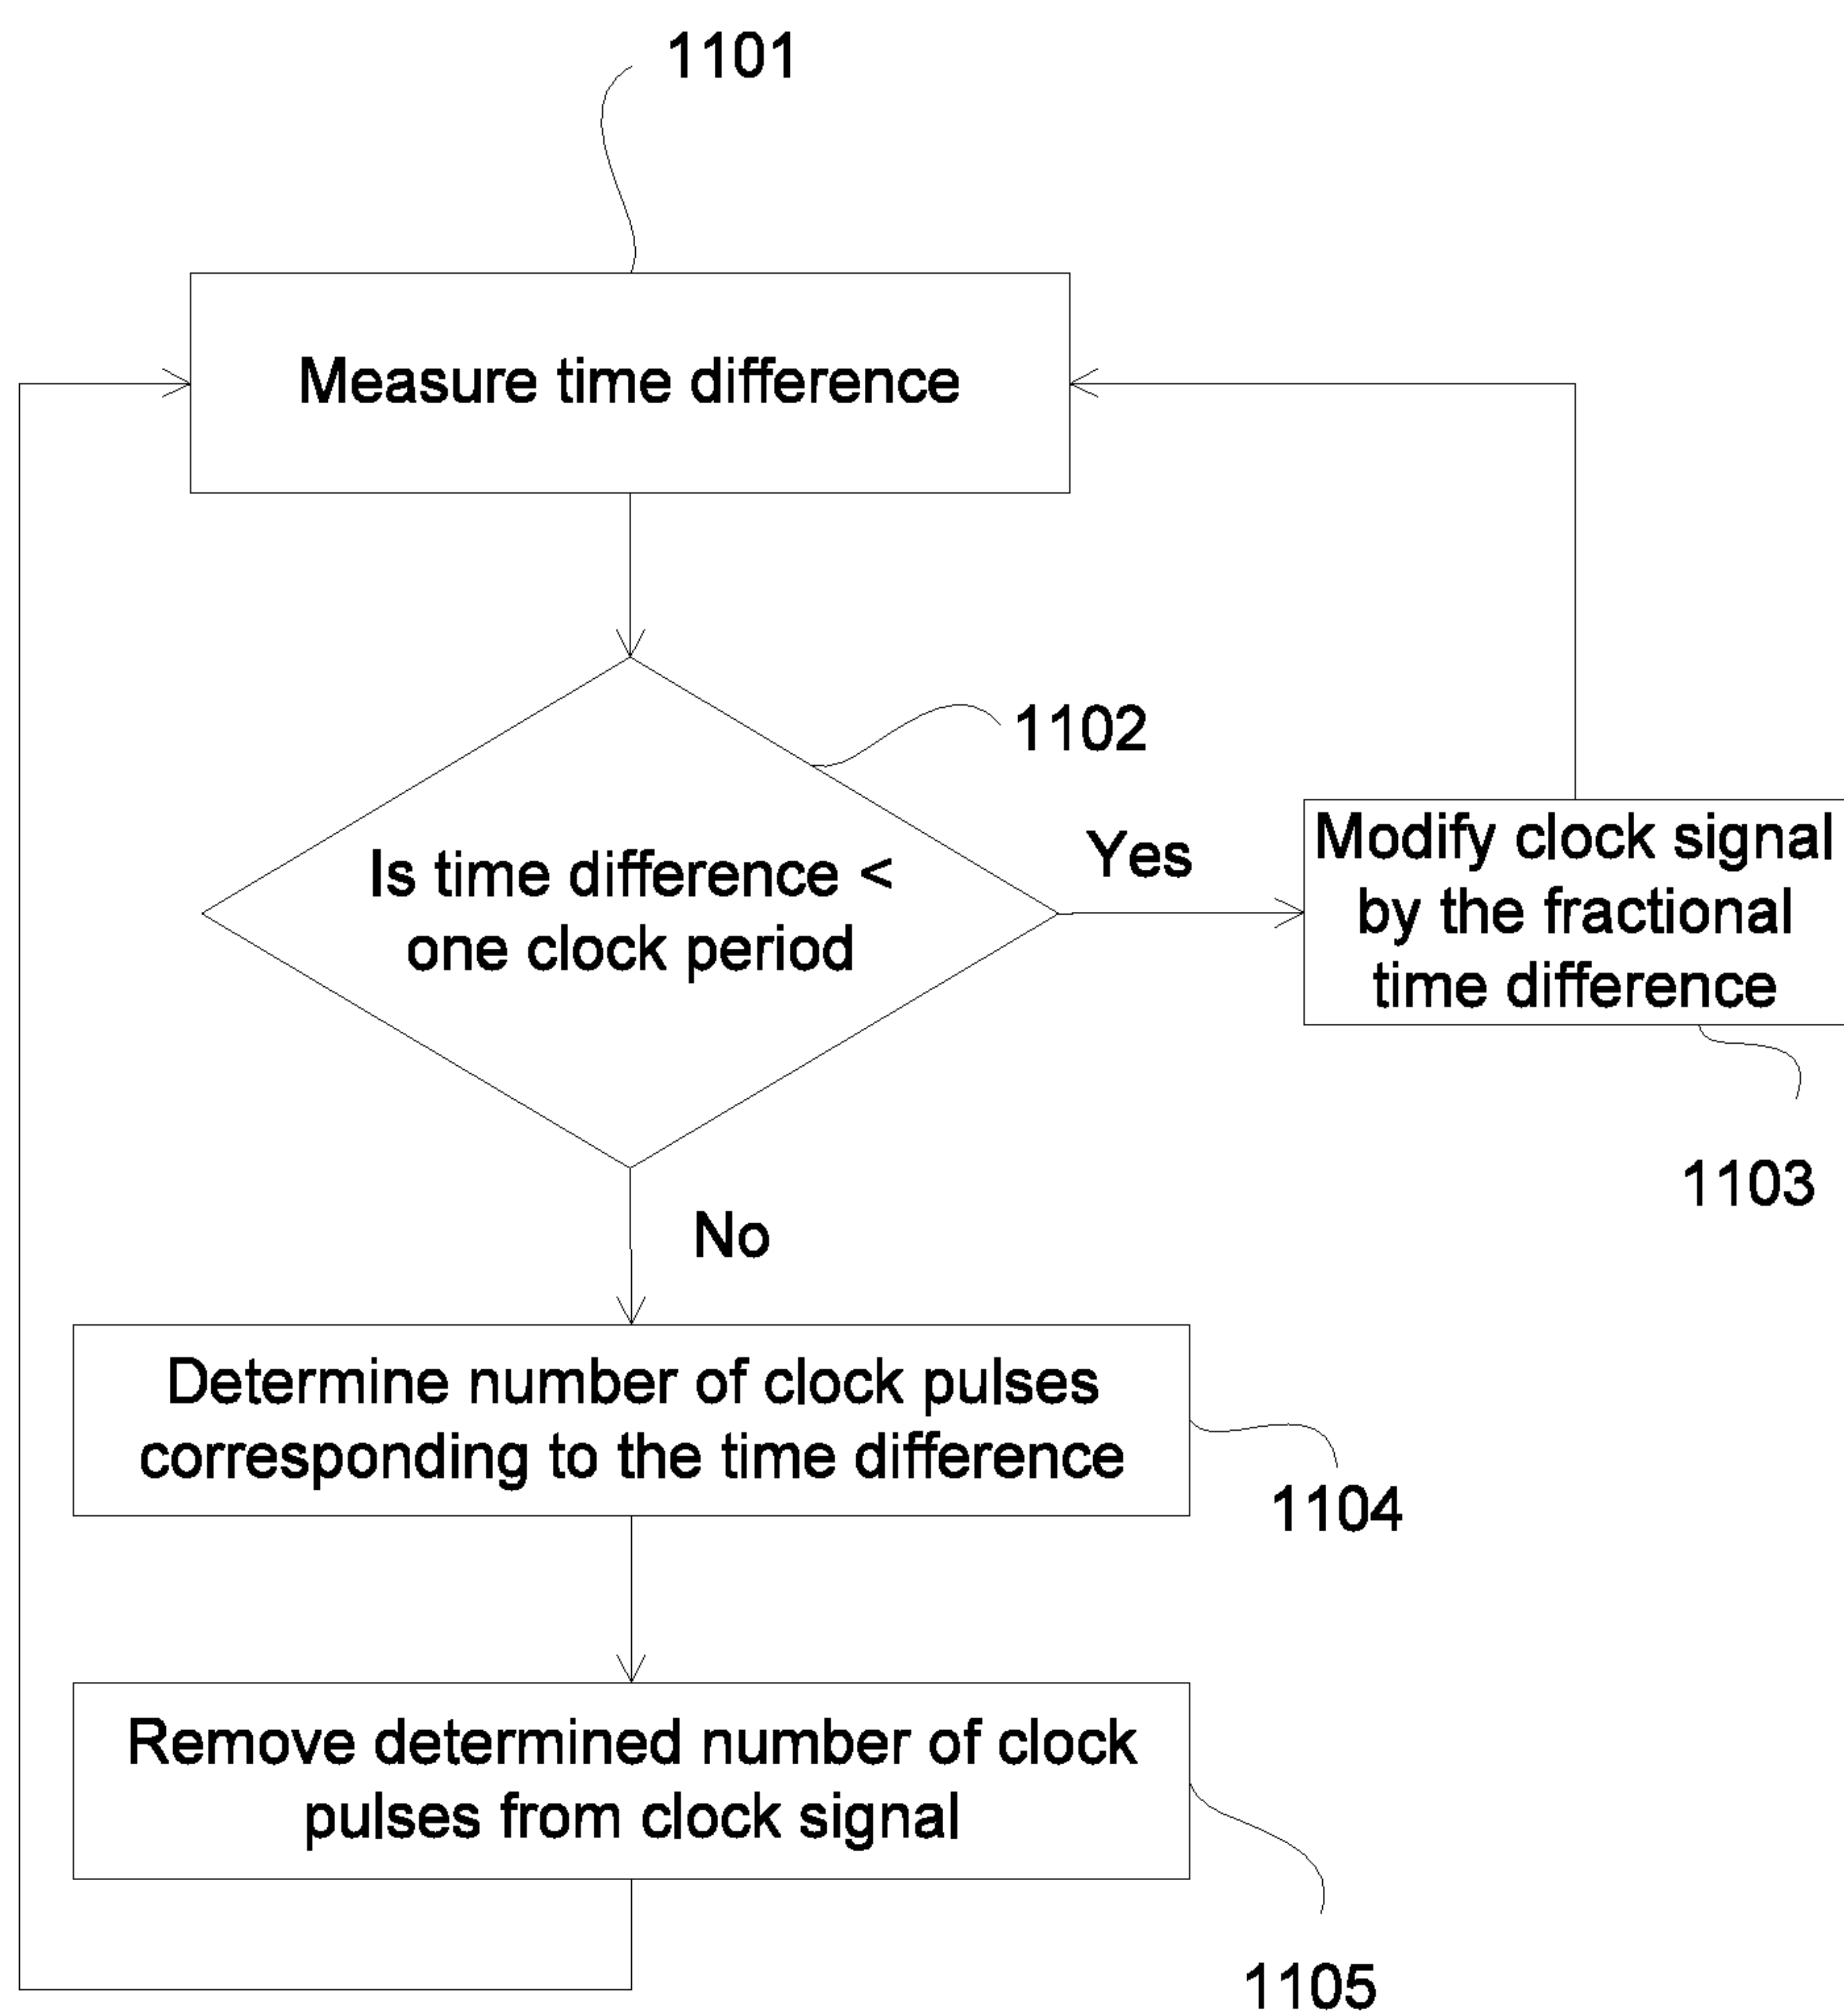 1101
Measure time difference
1102
Is time difference <
one clock period
Yes
Modify clock signal
by the fractional
time difference
1103
No
Determine number of clock pulses
corresponding to the time difference
1104
Remove determined number of clock
pulses from clock signal
1105